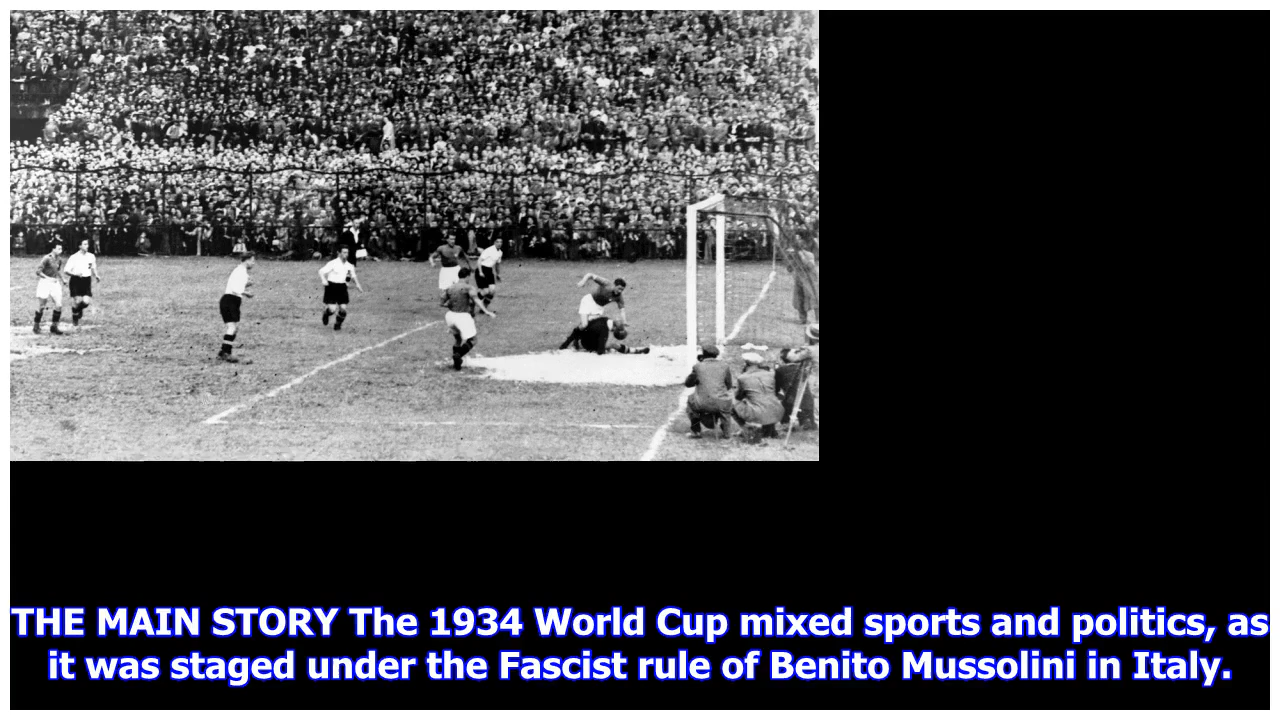 THE MAIN STORY The 1934 World Cup mixed sports and politics, as
it was staged under the Fascist rule of Benito Mussolini in Italy.